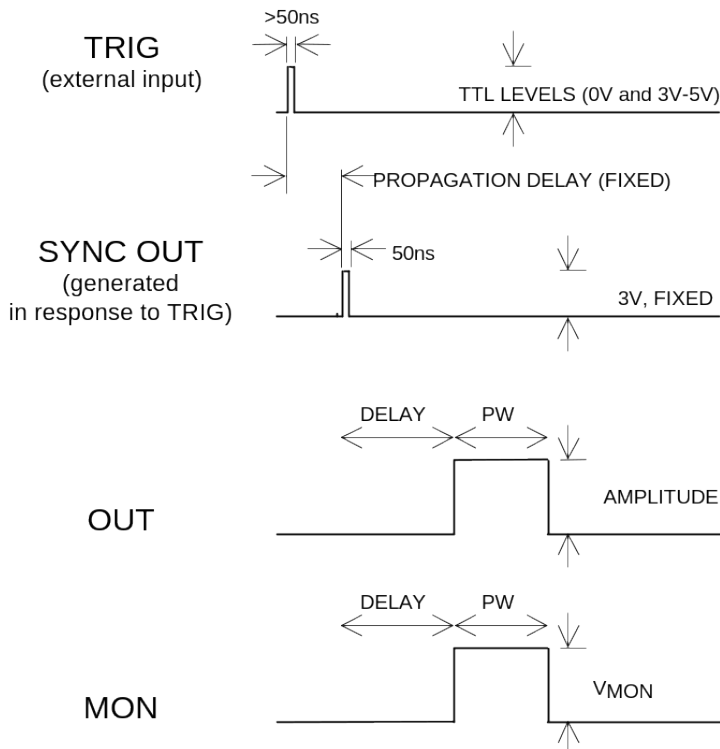 >50ns
TRIG
(external input)
TTL LEVELS (0V and 3V-5V)
PROPAGATION DELAY (FIXED)
SYNC OUT
(generated
in response to TRIG)
50ns
3V, FIXED
DELAY PW
OUT
AMPLITUDE
DELAY PW
MON
VMON